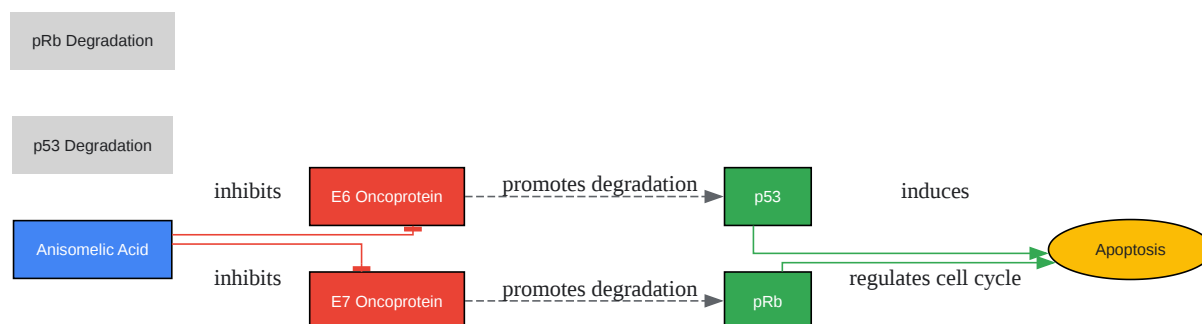 pRb Degradation
p53 Degradation
inhibits
E6 Oncoprotein
promotes degradation
p53
induces
Anisomelic Acid
Apoptosis
inhibits
E7 Oncoprotein
promotes degradation
pRb
regulates cell cycle